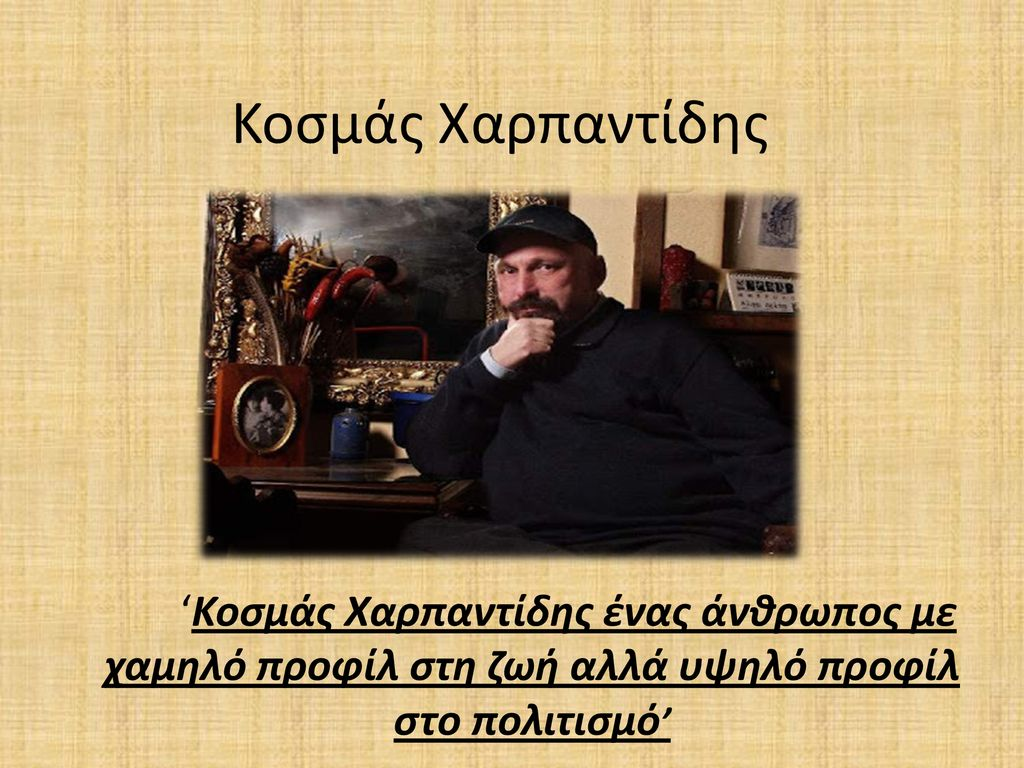 Κοσμάς Χαρπαντίδης
‘Κοσμάς Χαρπαντίδης ένας άνθρωπος με
χαμηλό προφίλ στη ζωή αλλά υψηλό προφίλ
στο πολιτισμό’